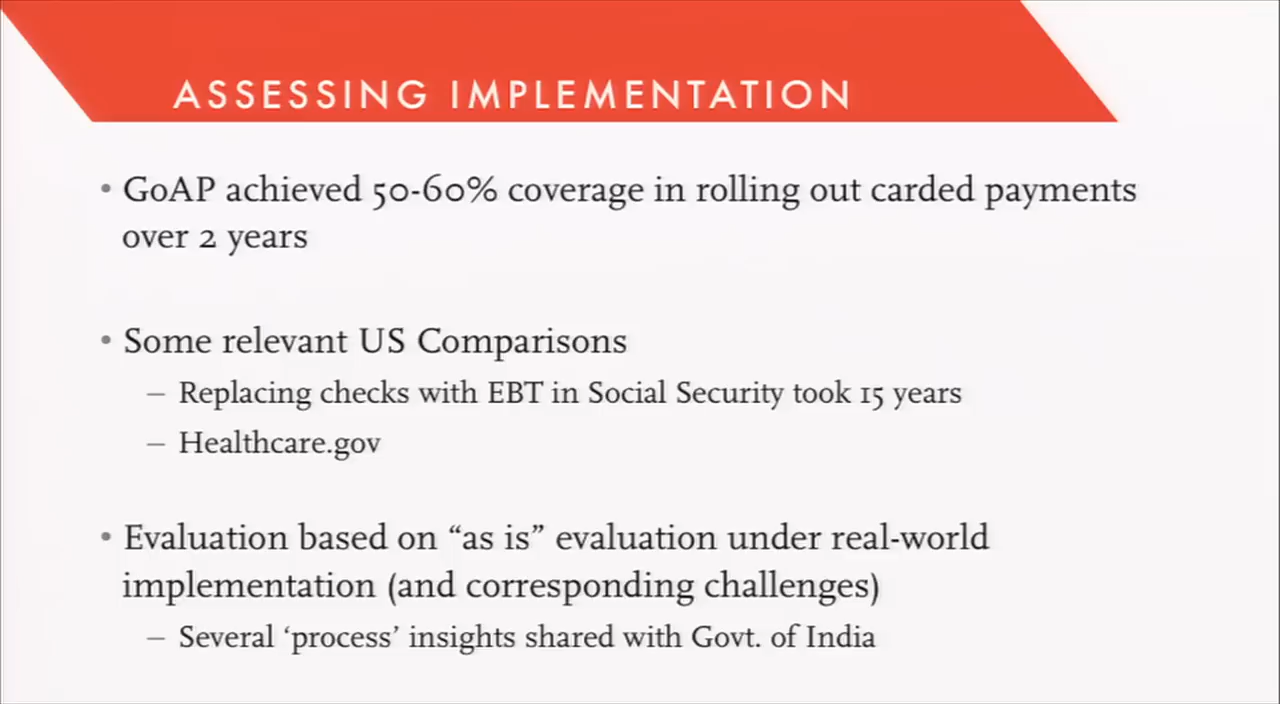 ASSESSING IMPLEMENTATION
• GoAP achieved 50-60% coverage in rolling out carded payments
over 2 years
• Some relevant US Comparisons
– Replacing checks with EBT in Social Security took 15 years
– Healthcare.gov
• Evaluation based on “as is” evaluation under real-world
implementation (and corresponding challenges)
– Several ‘process’ insights shared with Govt. of India